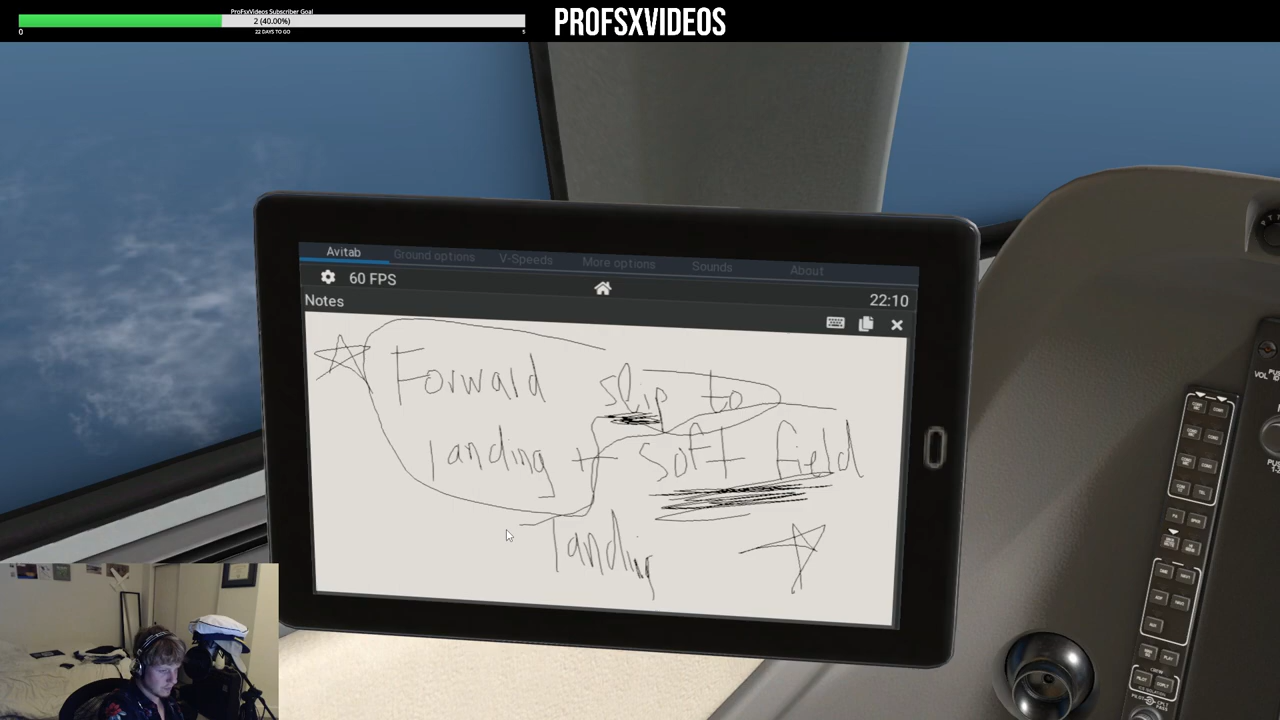 ProFsxVideos Subscriber Goal
2 (40.00%)
0
5
22 DAYS TO GO
PROFSXVIDEOS
Avitab
Ground options
V-Speeds
More options
Sounds
About
60 FPS
22:10
Notes
Forward slip to
landing + soft field
landing
VOL